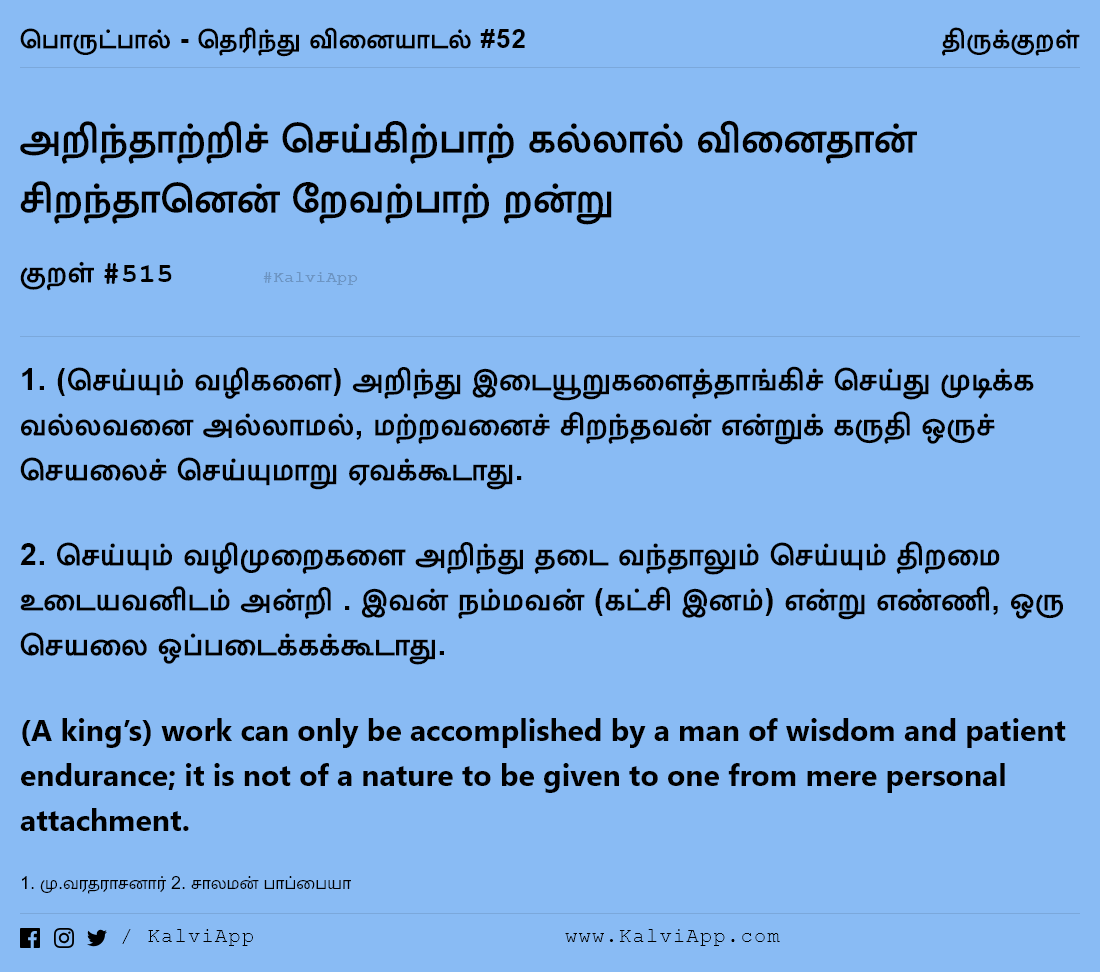 பொருட்பால் - தெரிந்து வினையாடல் #52 திருக்குறள்
அறிந்தாற்றிச் செய்கிற்பாற் கல்லால் வினைதான்
சிறந்தானென் றேவற்பாற் றன்று
குறள் #515 #KalviApp
1. (செய்யும் வழிகளை) அறிந்து இடையூறுகளைத்தாங்கிச் செய்து முடிக்க
வல்லவனை அல்லாமல், மற்றவனைச் சிறந்தவன் என்றுக் கருதி ஒருச்
செயலைச் செய்யுமாறு ஏவக்கூடாது.
2. செய்யும் வழிமுறைகளை அறிந்து தடை வந்தாலும் செய்யும் திறமை
உடையவனிடம் அன்றி . இவன் நம்மவன் (கட்சி இனம்) என்று எண்ணி, ஒரு
செயலை ஒப்படைக்கக்கூடாது.
(A king’s) work can only be accomplished by a man of wisdom and patient
endurance; it is not of a nature to be given to one from mere personal
attachment.
1. மு.வரதராசனார் 2. சாலமன் பாப்பையா
/ KalviApp www.KalviApp.com